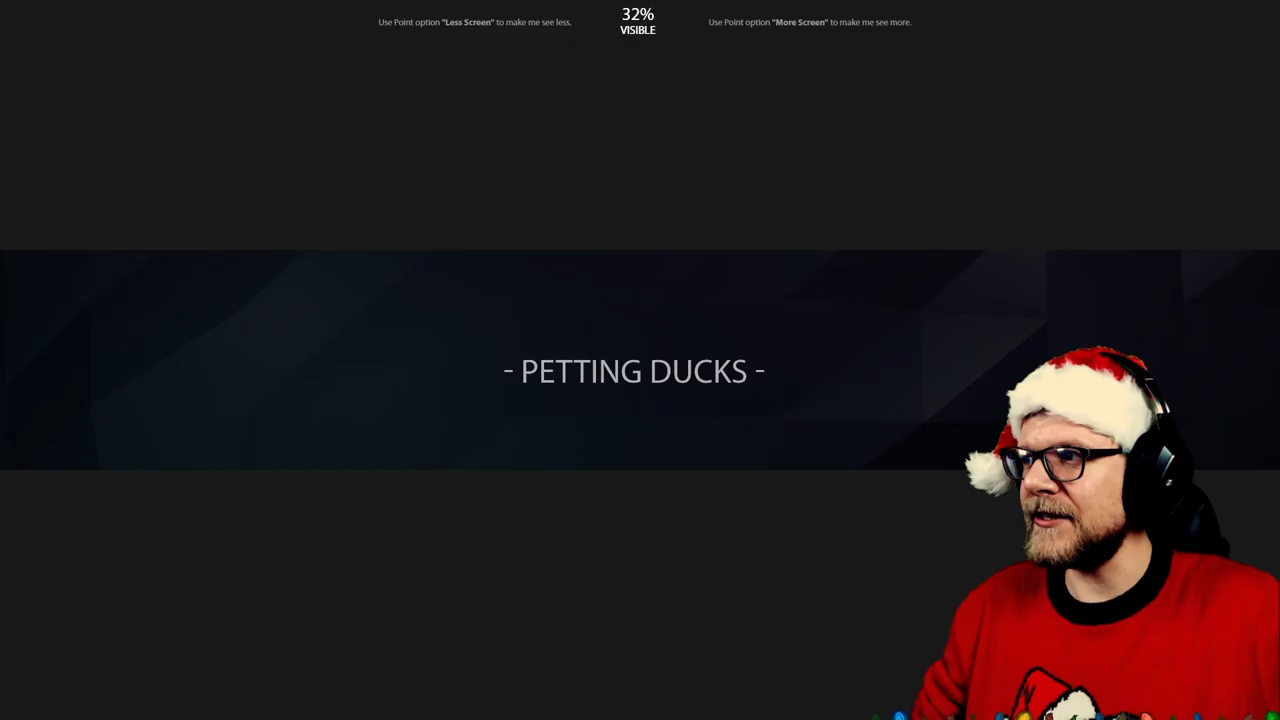 Use Point option "Less Screen" to make me see less.
32%
VISIBLE
Use Point option "More Screen" to make me see more.
- PETTING DUCKS -